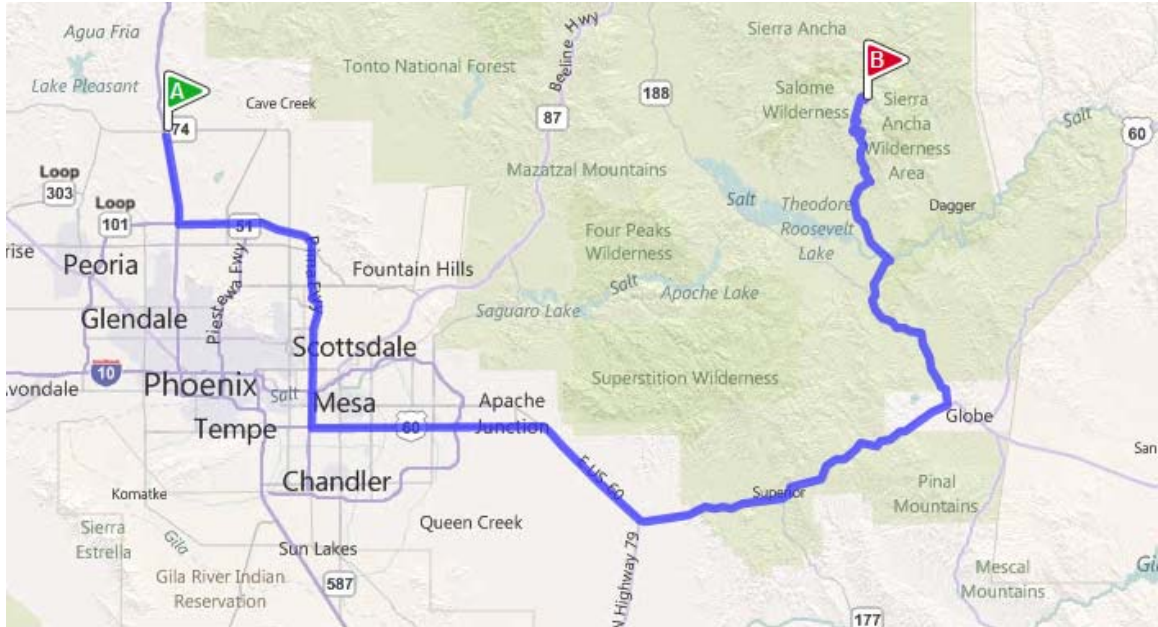 Agua Fria
Lake Pleasant
A
74
Cave Creek
Tonto National Forest
Beeline Hwy
87
188
Sierra Ancha
B
Salome
Wilderness
Sierra
Ancha
Wilderness
Area
Salt
60
Loop
303
Loop
101
51
Mazatzal Mountains
Salt
Theodore
Roosevelt
Lake
Dagger
rise
Peoria
Piestewa Fwy
Pima Fwy
Fountain Hills
Four Peaks
Wilderness
Salt
Apache Lake
Saguaro Lake
Glendale
Scottsdale
10
Avondale
Phoenix
Salt
Mesa
Superstition Wilderness
Apache
Junction
60
Tempe
Globe
Chandler
E US-60
Superior
San
Pinal
Mountains
Komatke
Queen Creek
Sierra
Estrella
Gila
Sun Lakes
N Highway 79
Gila River Indian
Reservation
587
Mescal
Mountains
Gi
177